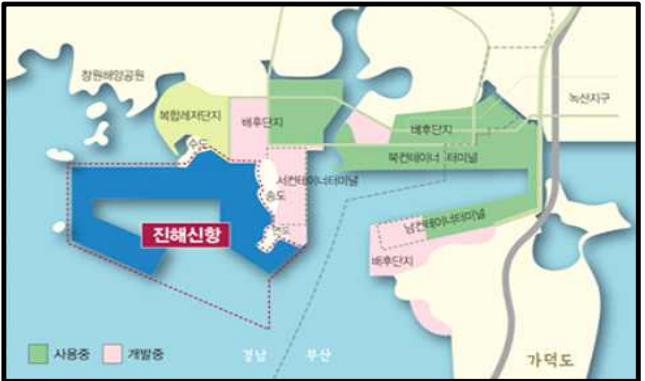 창원해양공원
녹산지구
복합레저단지
배후단지
배후단지
수도
북컨테이너 터미널
서컨테이너터미널
송도
남컨테이너터미널
연도
진해신항
배후단지
사용중
개발중
경남
부산
가덕도